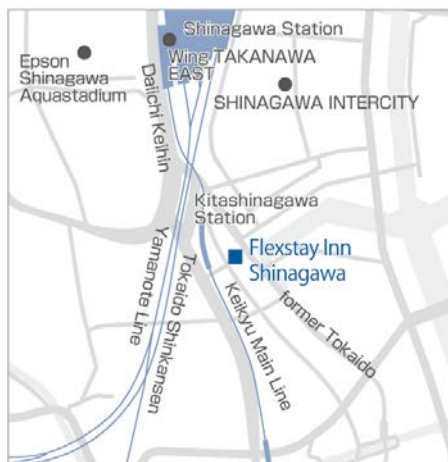 Shinagawa Station
Wing TAKANAWA
EAST
Epson
Shinagawa
Aquastadium
Daiichi Keihin
SHINAGAWA INTERCITY
Kitashinagawa
Station
Flexstay Inn
Shinagawa
Yamanote Line
Tokaido Shinkansen
Keikyu Main Line
former Tokaido